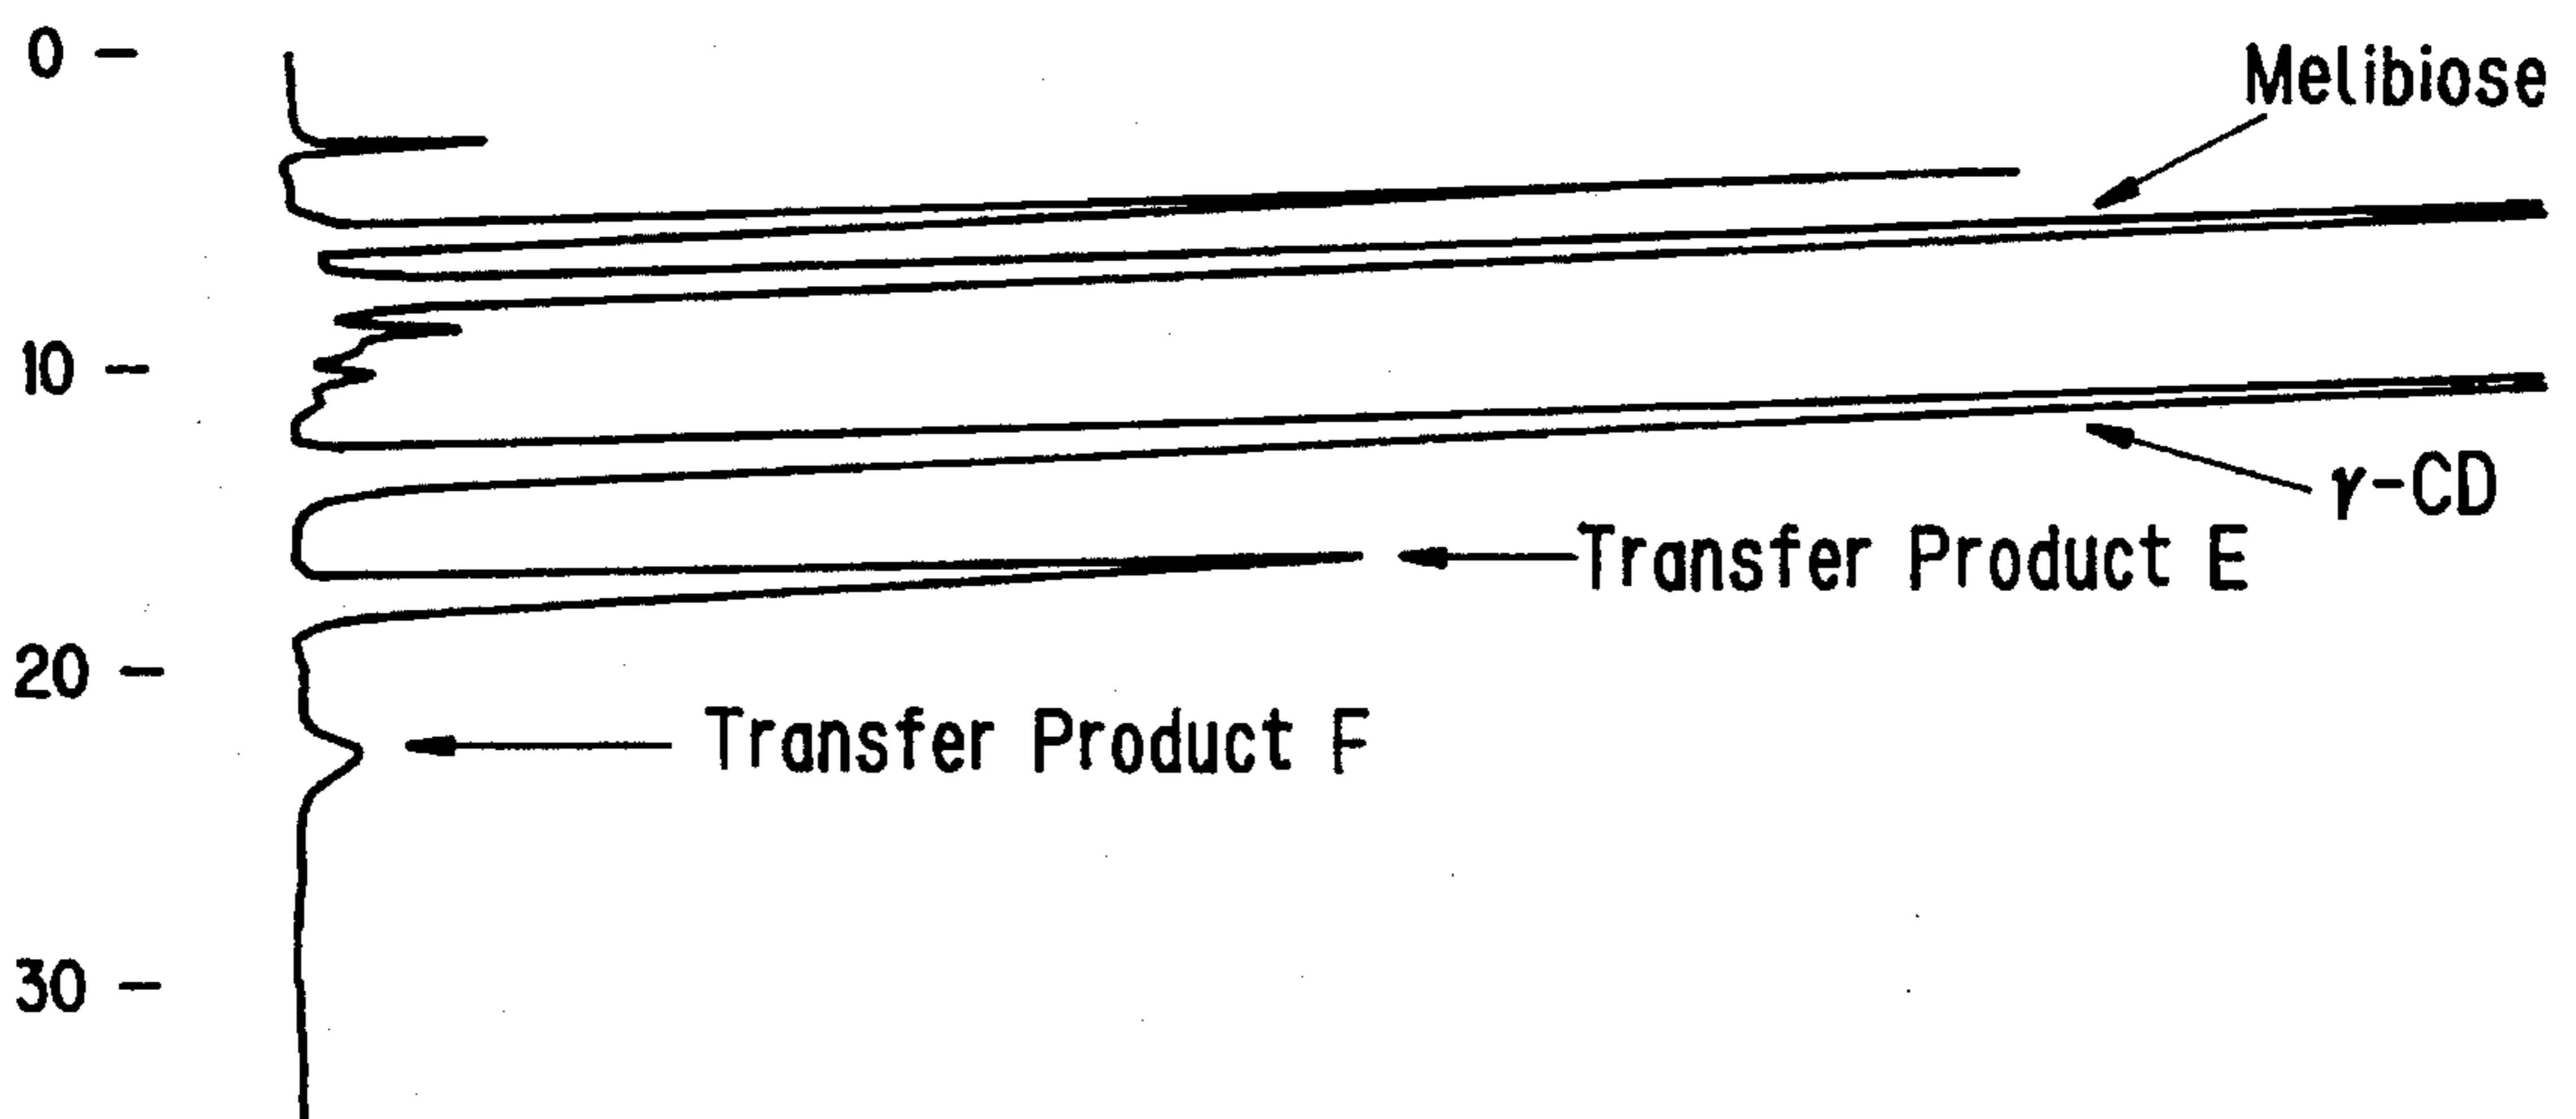 0 —
Melibiose
10 —
γ-CD
Transfer Product E
20 —
Transfer Product F
30 —